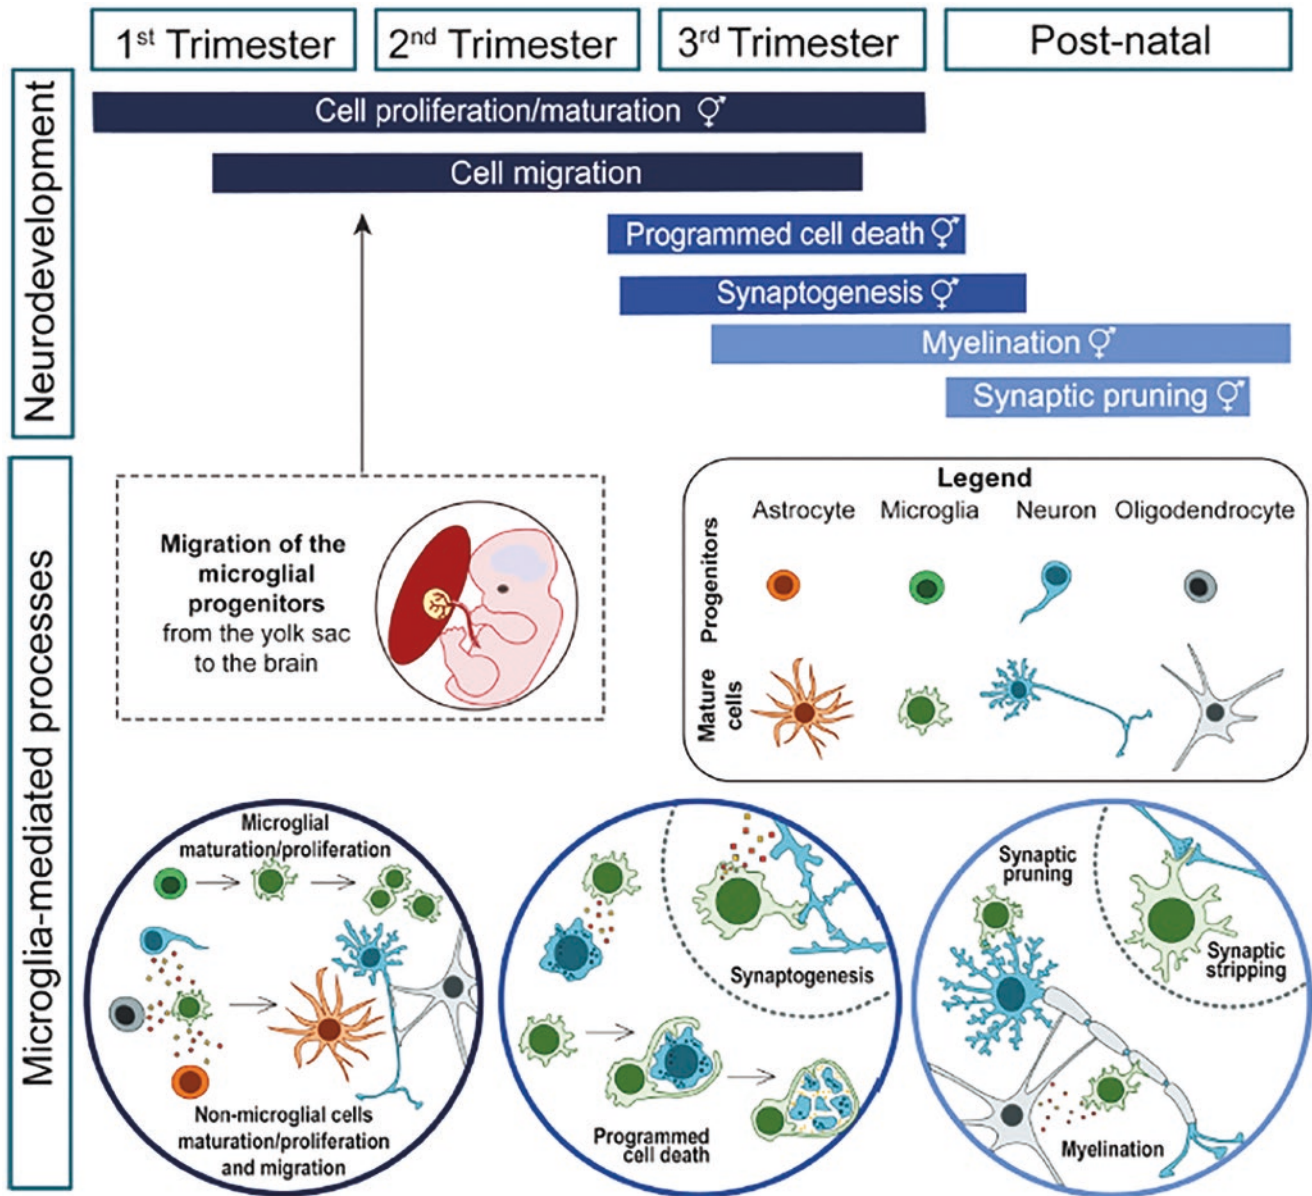 1st Trimester
2nd Trimester
3rd Trimester
Post-natal
Neurodevelopment
Cell proliferation/maturation ⚥
Cell migration
Programmed cell death ⚥
Synaptogenesis ⚥
Myelination ⚥
Synaptic pruning ⚥
Microglia-mediated processes
Migration of the
microglial
progenitors
from the yolk sac
to the brain
Legend
Astrocyte Microglia Neuron Oligodendrocyte
Progenitors
Mature
cells
Microglial
maturation/proliferation
Non-microglial cells
maturation/proliferation
and migration
Synaptogenesis
Programmed
cell death
Synaptic
pruning
Synaptic
stripping
Myelination